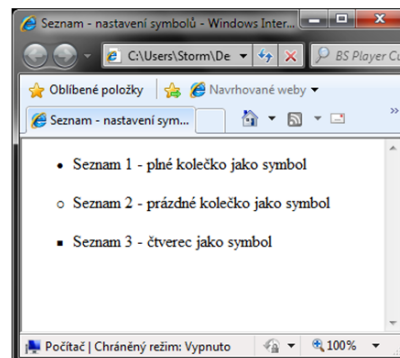 Seznam - nastavení symbolů - Windows Inter...
C:\Users\Storm\De
BS Player Cu
Oblíbené položky
Navrhované weby
Seznam - nastavení sym...
»
• Seznam 1 - plné kolečko jako symbol
○ Seznam 2 - prázdné kolečko jako symbol
▪ Seznam 3 - čtverec jako symbol
Počítač | Chráněný režim: Vypnuto
100%